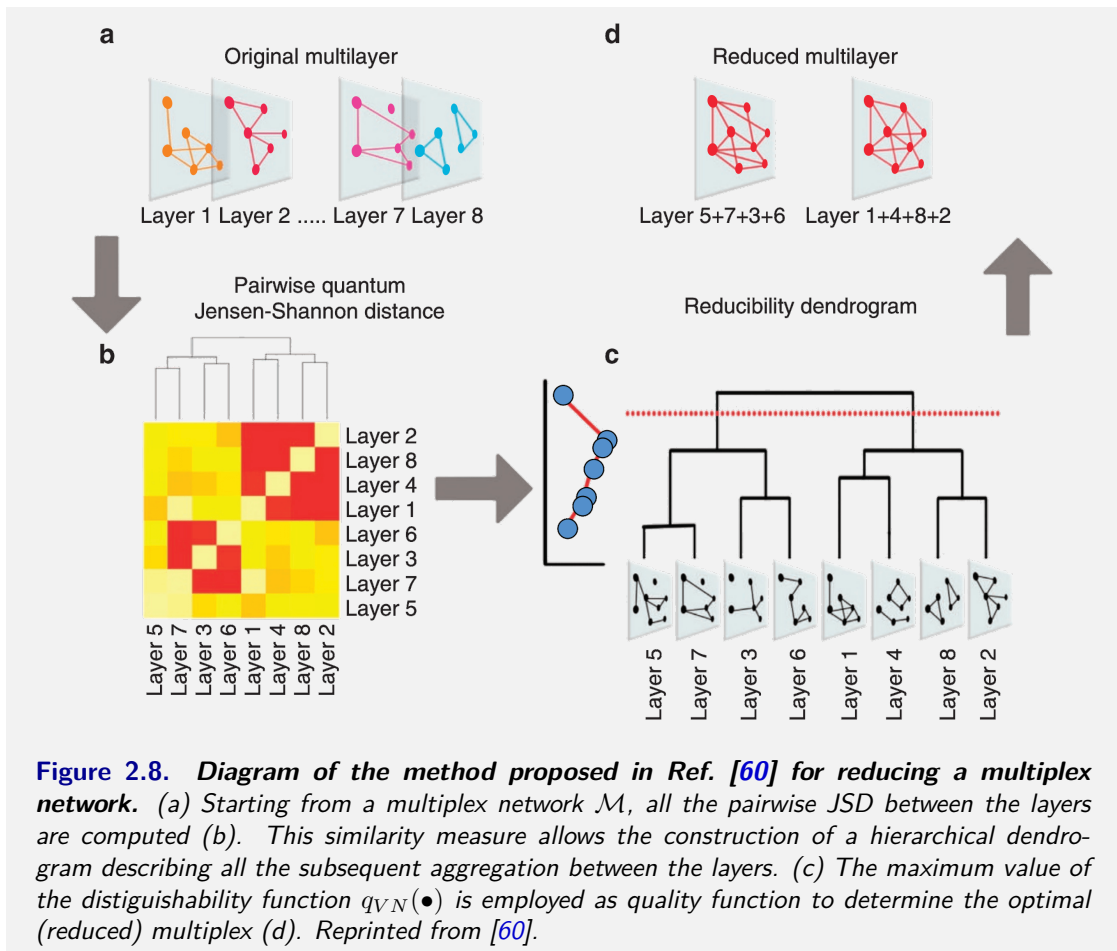 a
Original multilayer
Layer 1 Layer 2 ..... Layer 7 Layer 8
d
Reduced multilayer
Layer 5+7+3+6
Layer 1+4+8+2
Pairwise quantum
Jensen-Shannon distance
b
Layer 2
Layer 8
Layer 4
Layer 1
Layer 6
Layer 3
Layer 7
Layer 5
Layer 5
Layer 7
Layer 3
Layer 6
Layer 1
Layer 4
Layer 8
Layer 2
Reducibility dendrogram
c
Layer 5
Layer 7
Layer 3
Layer 6
Layer 1
Layer 4
Layer 8
Layer 2
Figure 2.8. Diagram of the method proposed in Ref. [60] for reducing a multiplex
network. (a) Starting from a multiplex network M, all the pairwise JSD between the layers
are computed (b). This similarity measure allows the construction of a hierarchical dendro-
gram describing all the subsequent aggregation between the layers. (c) The maximum value of
the distiguishability function qVN(•) is employed as quality function to determine the optimal
(reduced) multiplex (d). Reprinted from [60].